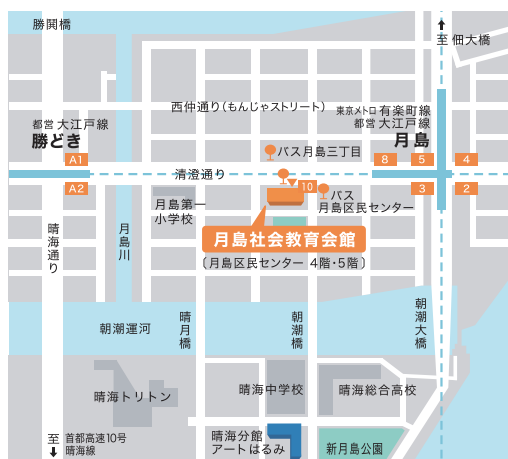 勝鬨橋
至 佃大橋
西仲通り(もんじゃストリート)
東京メトロ 有楽町線
都営 大江戸線
月島
都営 大江戸線
勝どき
バス月島三丁目
A1
8
5
4
清澄通り
A2
10
3
2
バス
月島区民センター
月島第一
小学校
晴海通り
月島川
月島社会教育会館
〔月島区民センター 4階・5階〕
朝潮運河
晴月橋
朝潮橋
朝潮大橋
晴海トリトン
晴海中学校
晴海総合高校
至 首都高速10号
晴海線
晴海分館
アートはるみ
新月島公園